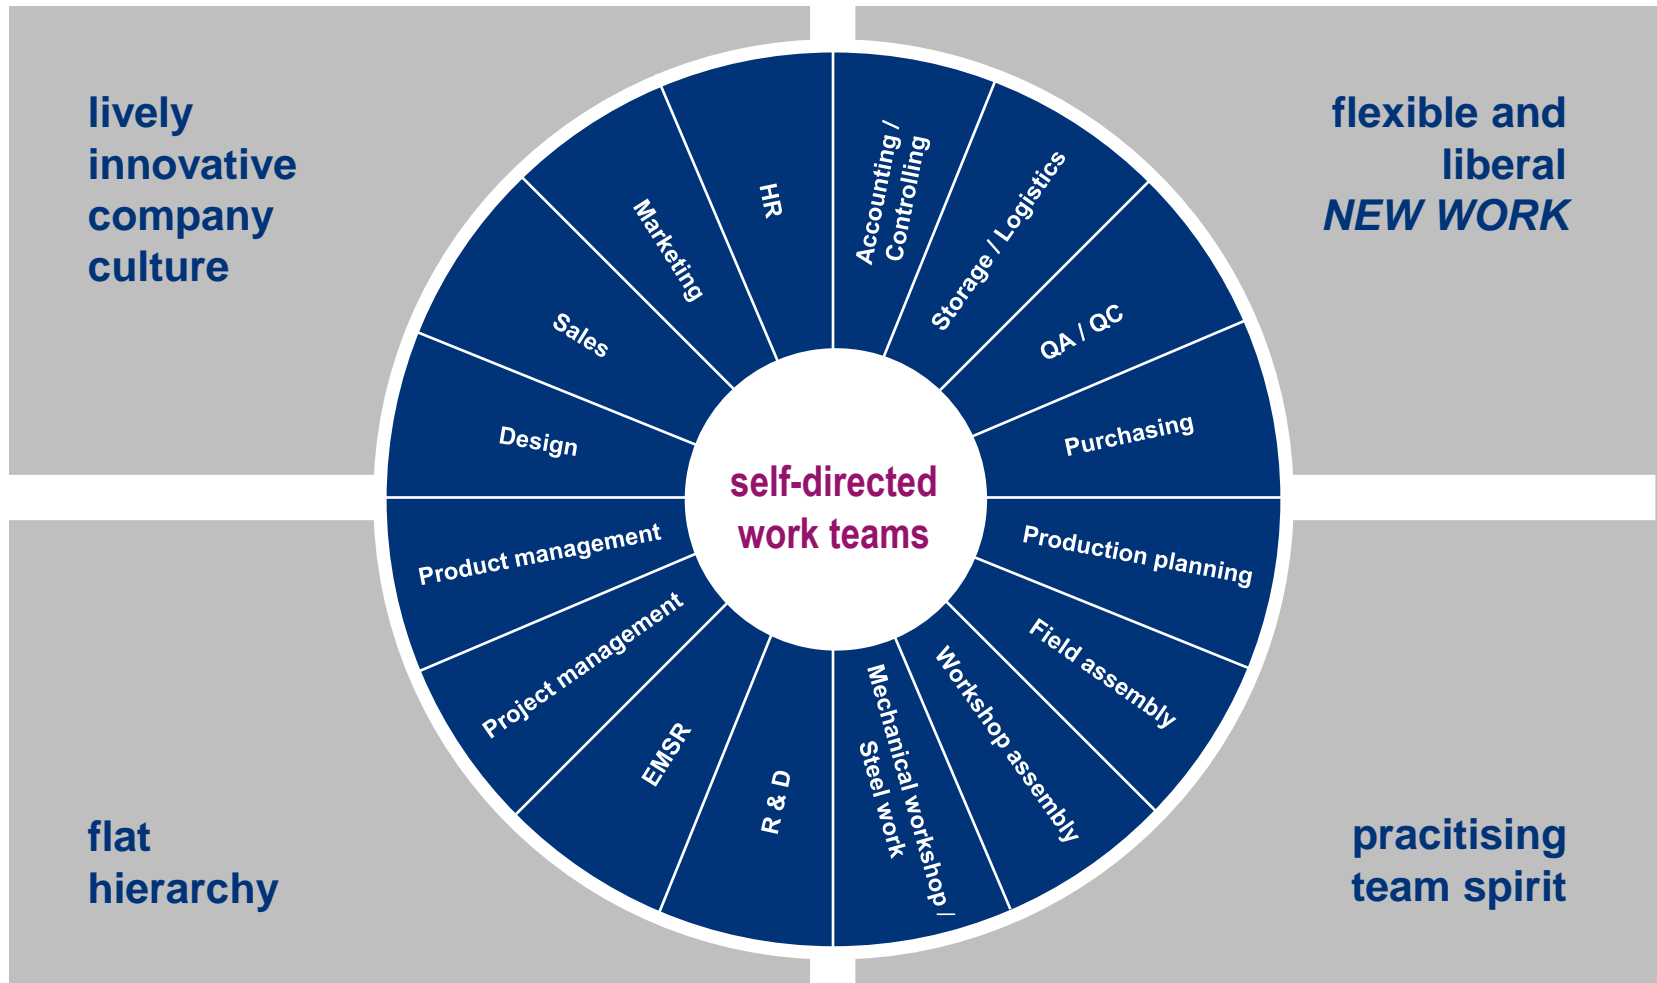 lively
innovative
company
culture
flexible and
liberal
NEW WORK
HR
Accounting /
Controlling
Storage / Logistics
QA / QC
Purchasing
Production planning
Field assembly
Workshop assembly
Mechanical workshop /
Steel work
R & D
EMSR
Project management
Product management
Design
Sales
Marketing
self-directed
work teams
flat
hierarchy
pracitising
team spirit